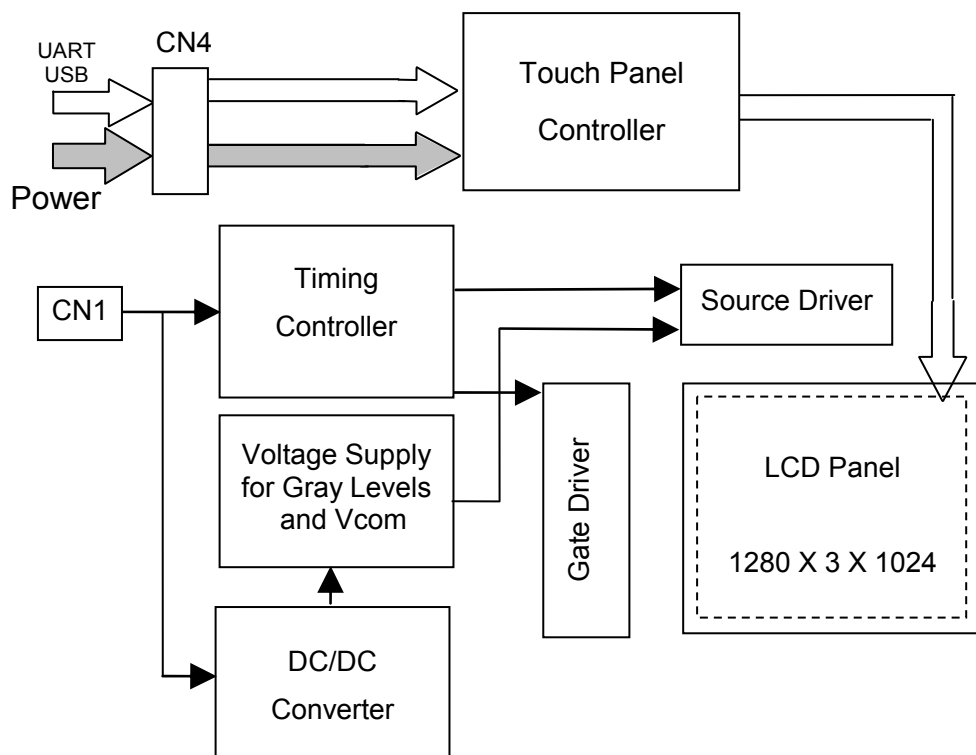 UART
USB
CN4
Power
Touch Panel
Controller
CN1
Timing
Controller
Source Driver
Voltage Supply
for Gray Levels
and Vcom
Gate Driver
LCD Panel
1280 X 3 X 1024
DC/DC
Converter